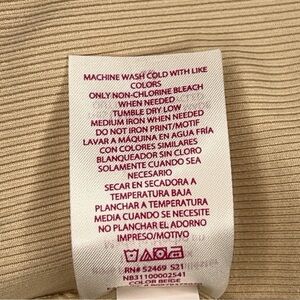 MACHINE WASH COLD WITH LIKE
COLORS
ONLY NON-CHLORINE BLEACH
WHEN NEEDED
TUMBLE DRY LOW
MEDIUM IRON WHEN NEEDED
DO NOT IRON PRINT/MOTIF
LAVAR A MÁQUINA EN AGUA FRÍA
CON COLORES SIMILARES
BLANQUEADOR SIN CLORO
SOLAMENTE CUANDO SEA
NECESARIO
SECAR EN SECADORA A
TEMPERATURA BAJA
PLANCHAR A TEMPERATURA
MEDIA CUANDO SE NECESITE
NO PLANCHAR EL ADORNO
IMPRESO/MOTIVO
RN# 52469 S21
NB31100002541
COLOR BEIGE